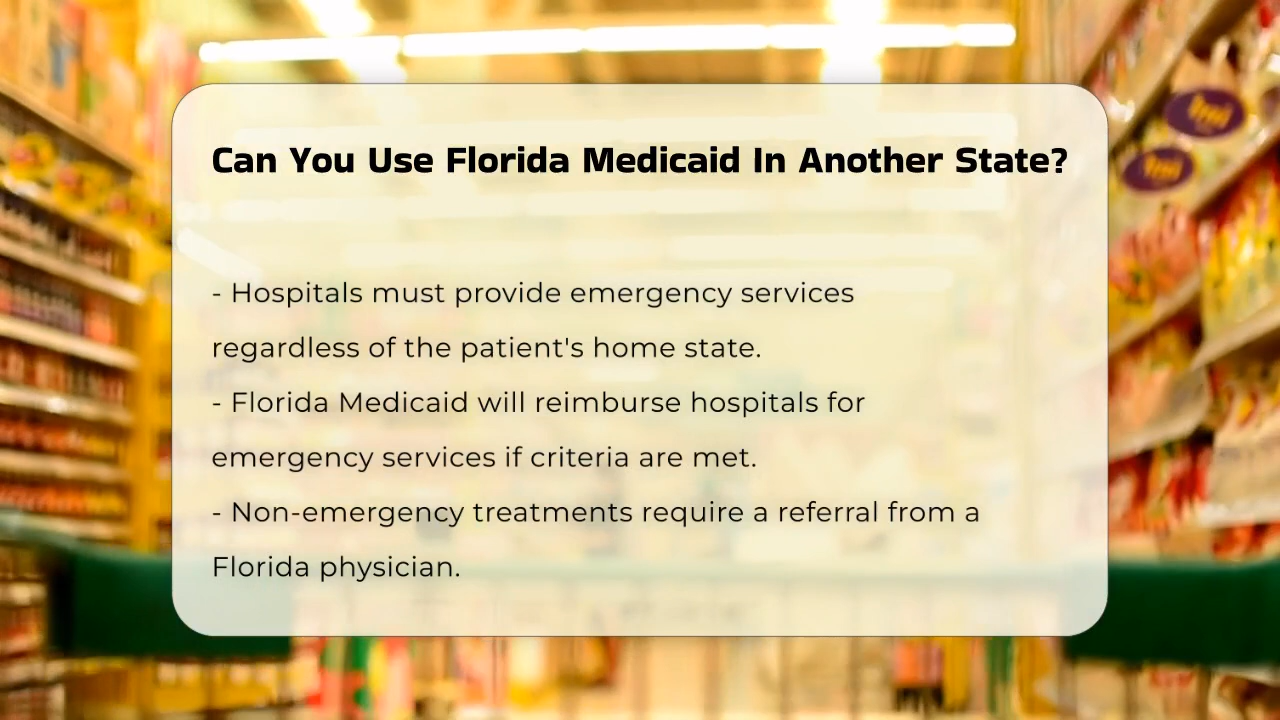 Can You Use Florida Medicaid In Another State?
- Hospitals must provide emergency services
regardless of the patient's home state.
- Florida Medicaid will reimburse hospitals for
emergency services if criteria are met.
- Non-emergency treatments require a referral from a
Florida physician.